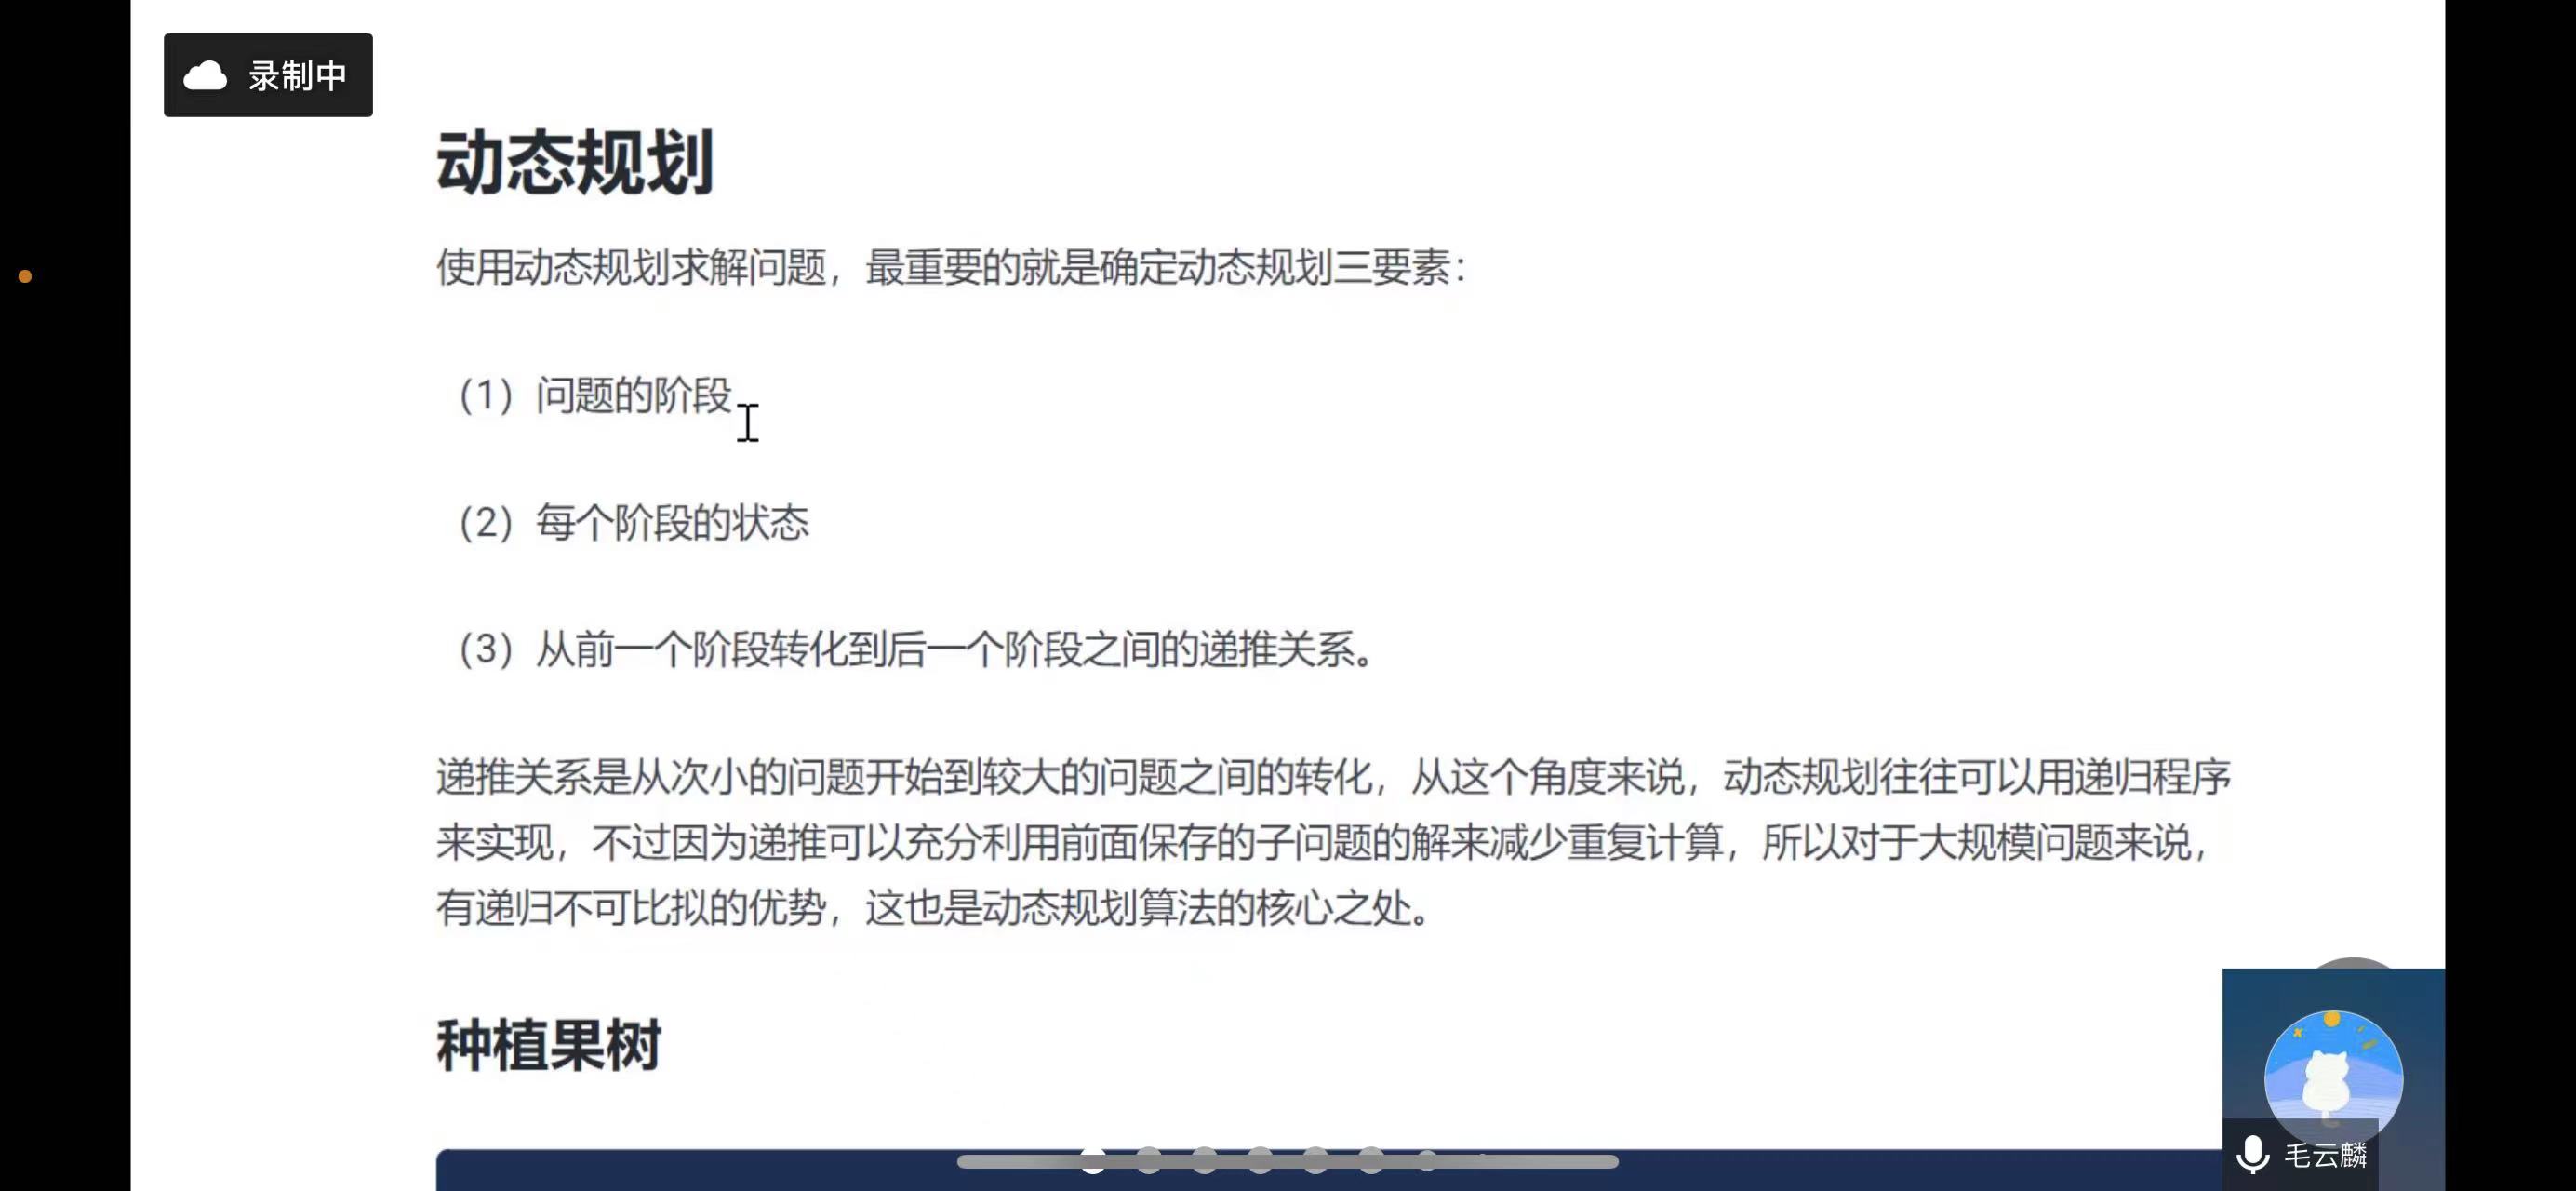 录制中
动态规划
使用动态规划求解问题，最重要的就是确定动态规划三要素：
（1）问题的阶段
（2）每个阶段的状态
（3）从前一个阶段转化到后一个阶段之间的递推关系。
递推关系是从次小的问题开始到较大的问题之间的转化，从这个角度来说，动态规划往往可以用递归程序
来实现，不过因为递推可以充分利用前面保存的子问题的解来减少重复计算，所以对于大规模问题来说，
有递归不可比拟的优势，这也是动态规划算法的核心之处。
种植果树
毛云麟